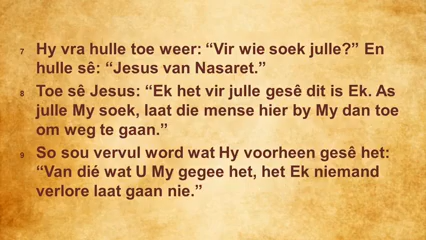 7 Hy vra hulle toe weer: “Vir wie soek julle?” En
hulle sê: “Jesus van Nasaret.”
8 Toe sê Jesus: “Ek het vir julle gesê dit is Ek. As
julle My soek, laat die mense hier by My dan toe
om weg te gaan.”
9 So sou vervul word wat Hy voorheen gesê het:
“Van dié wat U My gegee het, het Ek niemand
verlore laat gaan nie.”